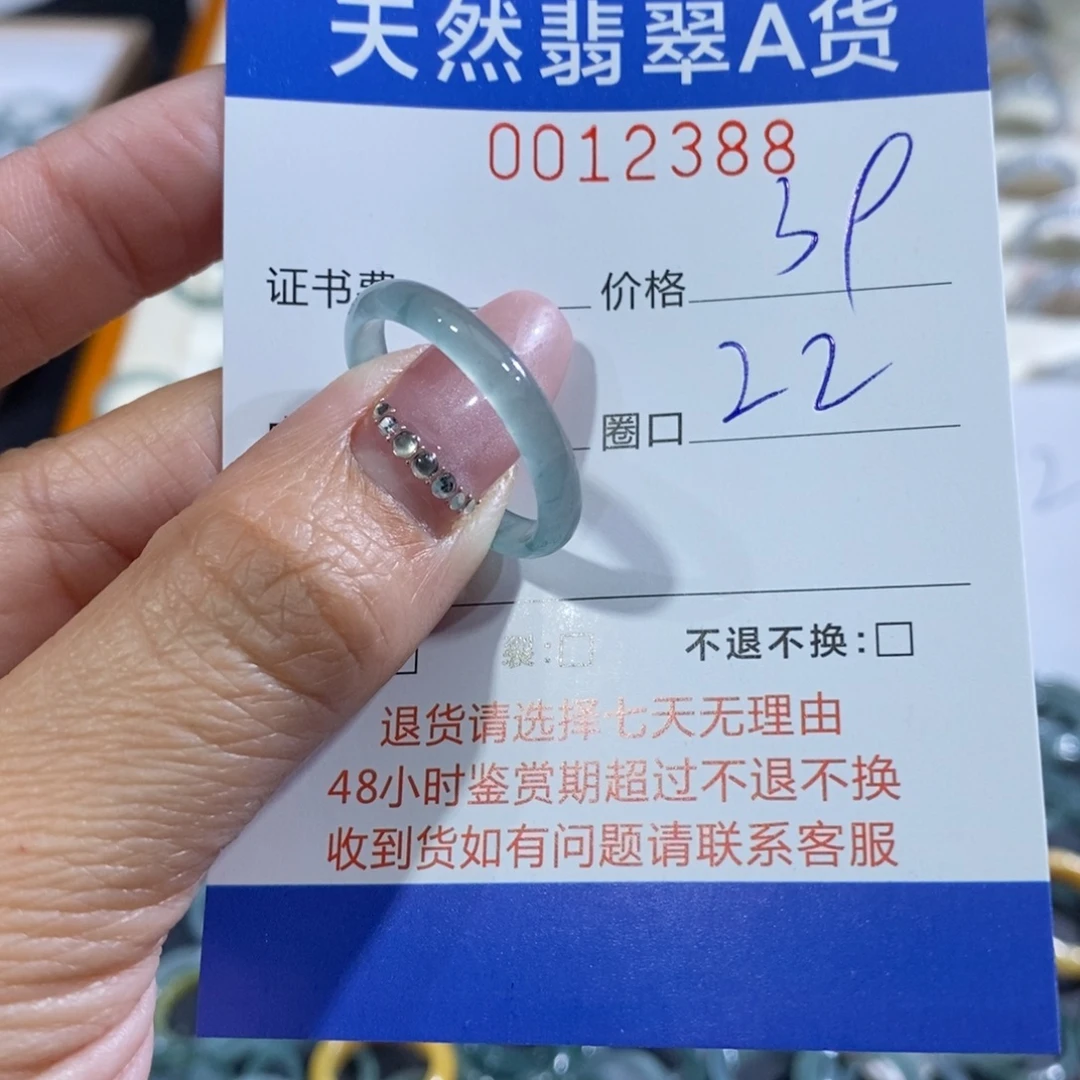 天然翡翠A货
0012388
证书费 价格
圈口 22
裂:□ 不退不换:□
退货请选择七天无理由
48小时鉴赏期超过不退不换
收到货如有问题请联系客服